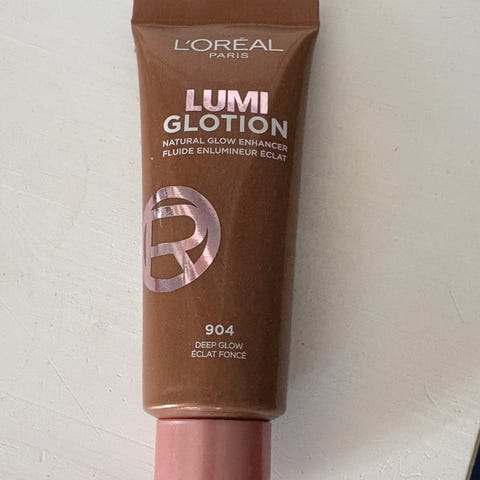 L'ORÉAL
PARIS
LUMI
GLOTION
NATURAL GLOW ENHANCER
FLUIDE ENLUMINEUR ÉCLAT
904
DEEP GLOW
ÉCLAT FONCÉ